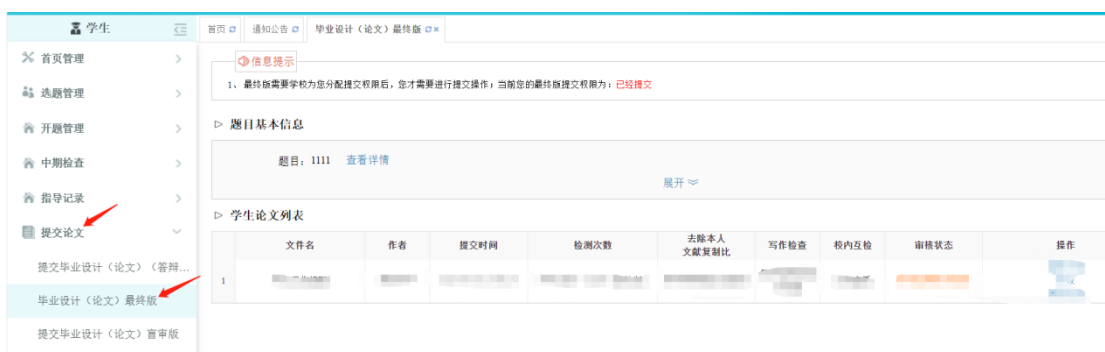 学生
首页 通知公告 毕业设计（论文）最终版
首页管理
信息提示
1、最终版需要学校为您分配提交权限后，您才需要进行提交操作；当前您的最终版提交权限为：已经提交
选题管理
开题管理
题目基本信息
中期检查
题目：1111 查看详情
展开
指导记录
学生论文列表
提交论文
文件名 作者 提交时间 检测次数 去除本人
文献复制比 写作检查 校内互检 审核状态 操作
提交毕业设计（论文）（答辩...
1
毕业设计（论文）最终版
提交毕业设计（论文）盲审版